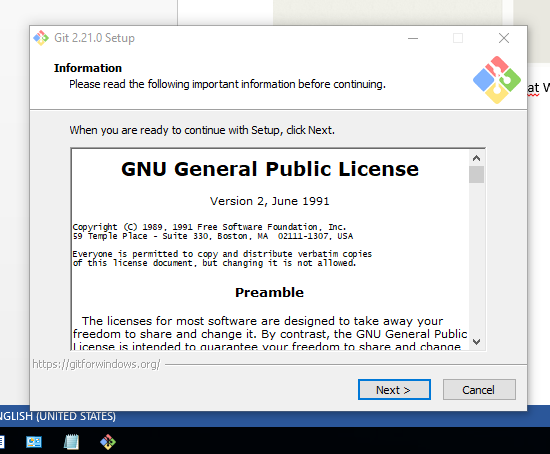 Git 2.21.0 Setup
Information
Please read the following important information before continuing.
at W
When you are ready to continue with Setup, click Next.
GNU General Public License
Version 2, June 1991
Copyright (C) 1989, 1991 Free Software Foundation, Inc.
59 Temple Place - Suite 330, Boston, MA  02111-1307, USA
Everyone is permitted to copy and distribute verbatim copies
of this license document, but changing it is not allowed.
Preamble
The licenses for most software are designed to take away your
freedom to share and change it. By contrast, the GNU General Public
License is intended to guarantee your freedom to share and change
https://gitforwindows.org/
Next >
Cancel
NGLISH (UNITED STATES)